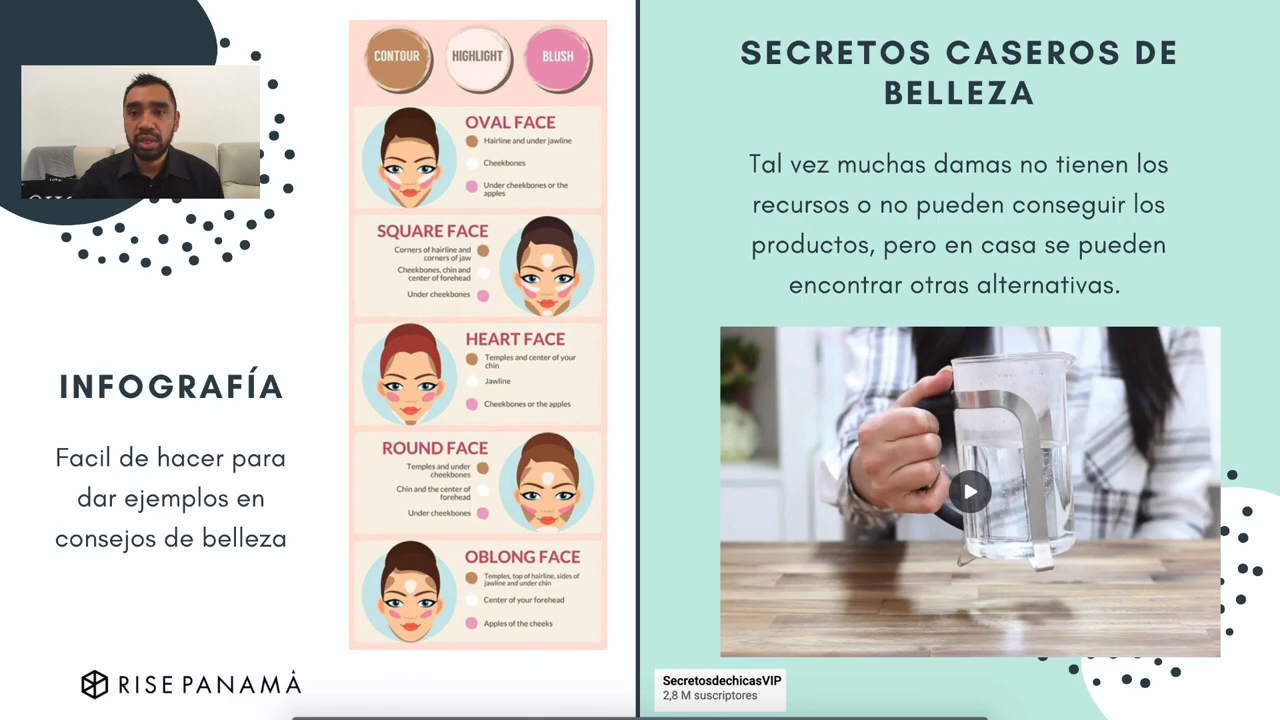 INFOGRAFÍA
Facil de hacer para
dar ejemplos en
consejos de belleza
RISE PANAMÁ
CONTOUR
HIGHLIGHT
BLUSH
OVAL FACE
Hairline and under jawline
Cheekbones
Under cheekbones or the
apples
SQUARE FACE
Corners of hairline and
corners of jaw
Cheekbones, chin and
center of forehead
Under cheekbones
HEART FACE
Temples and center of your
chin
Jawline
Cheekbones or the apples
ROUND FACE
Temples and under
cheekbones
Chin and the center of
forehead
Under cheekbones
OBLONG FACE
Temples, top of hairline, sides of
jawline and under chin
Center of your forehead
Apples of the cheeks
SECRETOS CASEROS DE
BELLEZA
Tal vez muchas damas no tienen los
recursos o no pueden conseguir los
productos, pero en casa se pueden
encontrar otras alternativas.
SecretosdechicasVIP
2,8 M suscriptores